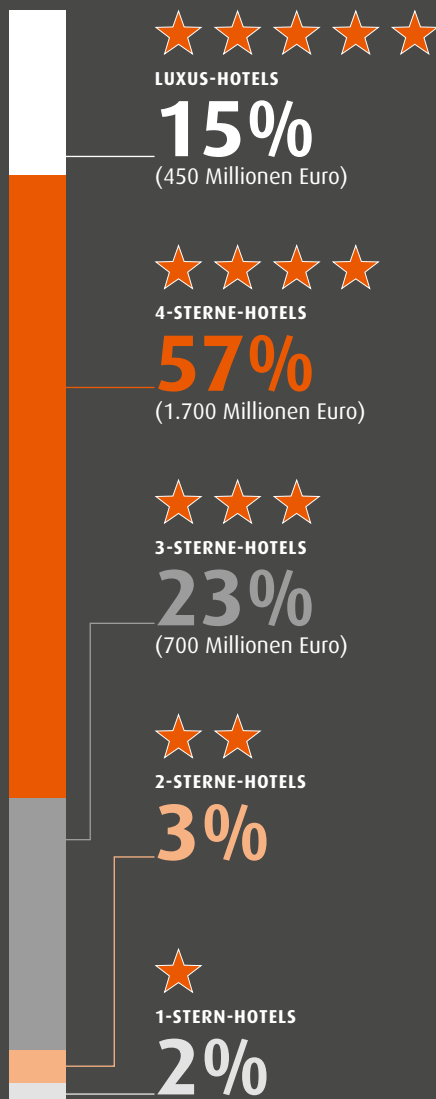 LUXUS-HOTELS
15%
(450 Millionen Euro)
4-STERNE-HOTELS
57%
(1.700 Millionen Euro)
3-STERNE-HOTELS
23%
(700 Millionen Euro)
2-STERNE-HOTELS
3%
1-STERN-HOTELS
2%